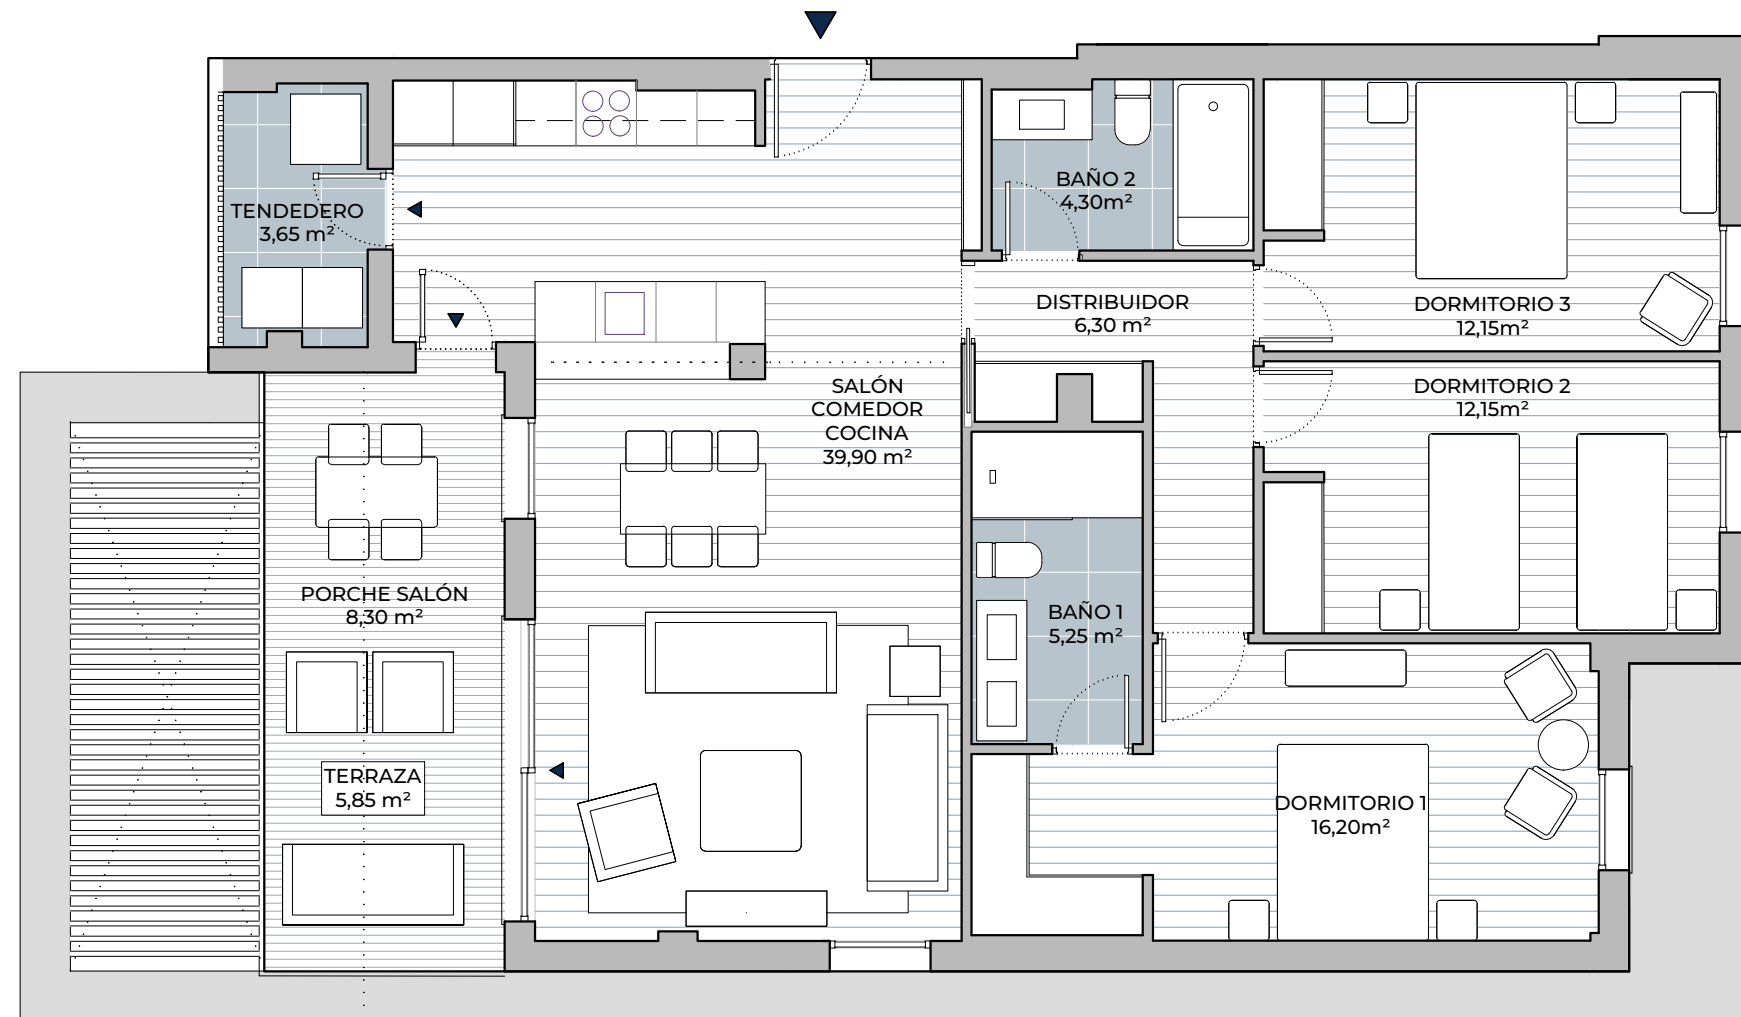 TENDEDERO
3,65 m²
BAÑO 2
4,30m²
DISTRIBUIDOR
6,30 m²
DORMITORIO 3
12,15m²
SALÓN
COMEDOR
COCINA
39,90 m²
DORMITORIO 2
12,15m²
PORCHE SALÓN
8,30 m²
BAÑO 1
5,25 m²
TERRAZA
5,85 m²
DORMITORIO 1
16,20m²